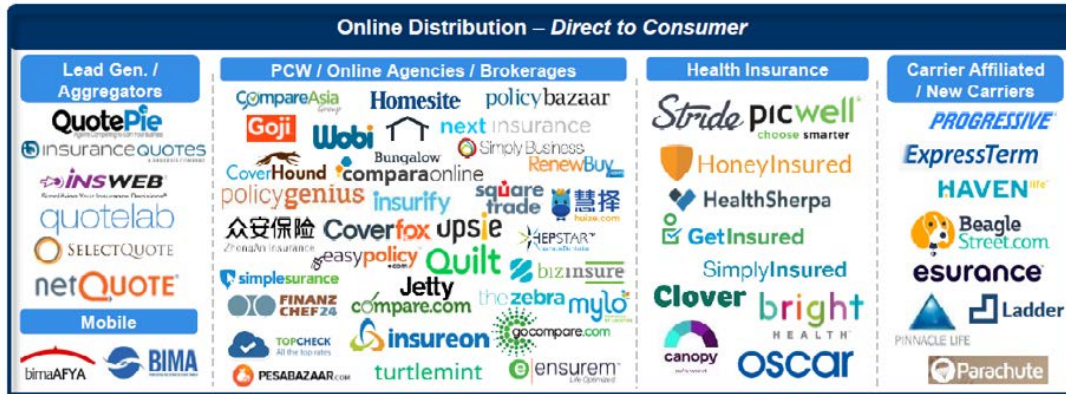 Online Distribution – Direct to Consumer
Lead Gen. /
Aggregators
QuotePie
insuranceQUOTES
INSWEB
quotelab
SELECTQUOTE
netQUOTE
Mobile
bimaAFYA
BIMA
PCW / Online Agencies / Brokerages
CompareAsia
Group
Homesite
policybazaar
Goji
Wobi
Bungalow
next insurance
Simply Business
CoverHound
comparaonline
RenewBuy
policygenius
insurify
square
trade
慧择
huize.com
众安保险
ZhongAn Insurance
Coverfox
upsie
HEPSTAR
easypolicy
.com
Quilt
bizinsure
simplesurance
Jetty
FINANZ
CHEF24
compare.com
the zebra
mylo
TOPCHECK
All the top rates
insureon
gocompare.com
PESABAZAAR.COM
turtlemint
ensurem
Life Optimized
Health Insurance
Stride
picwell
choose smarter
HoneyInsured
HealthSherpa
GetInsured
SimplyInsured
Clover
bright
HEALTH
canopy
oscar
Carrier Affiliated
/ New Carriers
PROGRESSIVE
ExpressTerm
HAVEN life
Beagle
Street.com
esurance
PINNACLE LIFE
Ladder
Parachute